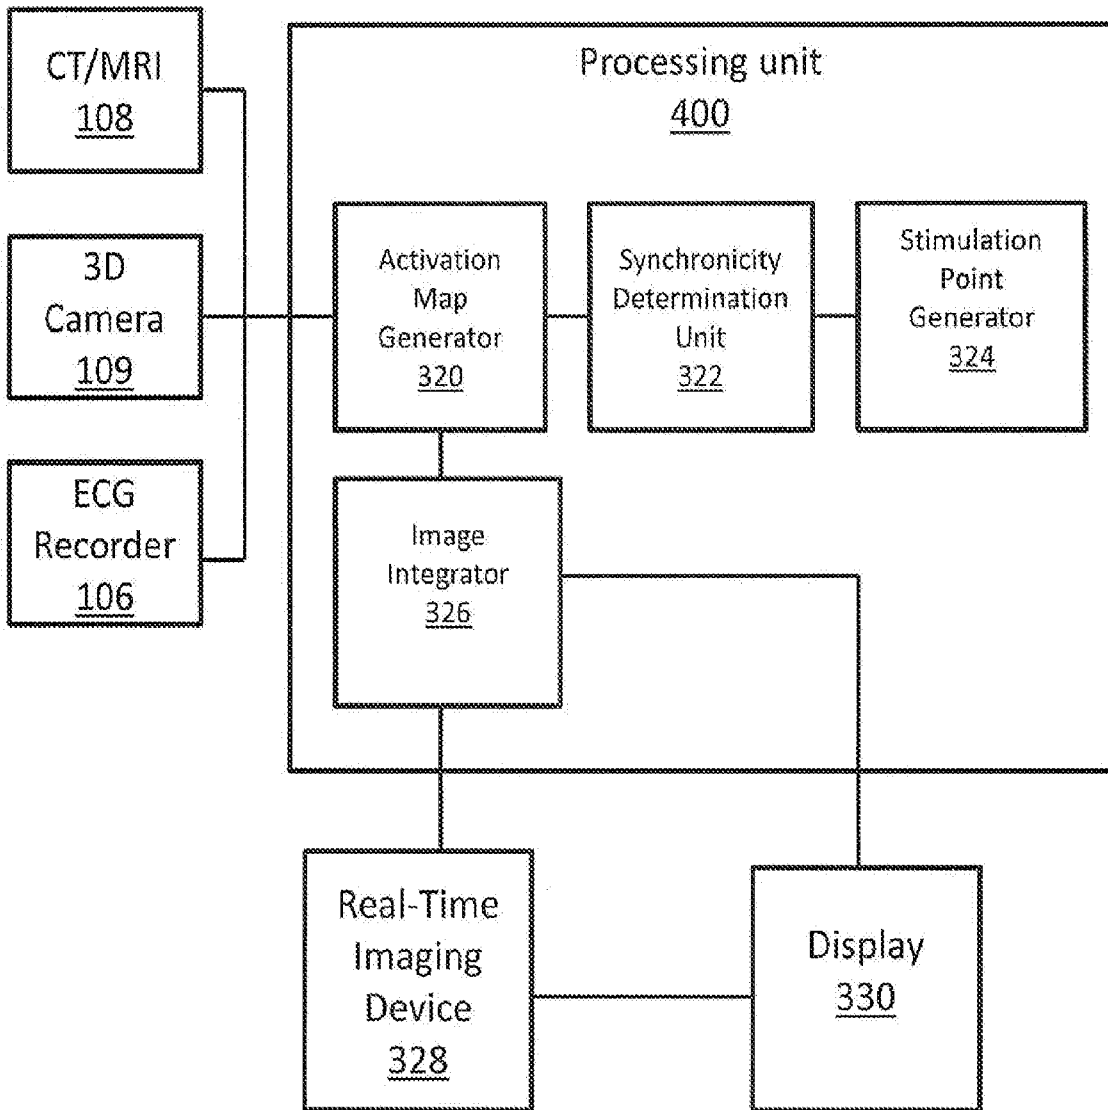 CT/MRI
108
Processing unit
400
3D
Camera
109
Activation
Map
Generator
320
Synchronicity
Determination
Unit
322
Stimulation
Point
Generator
324
ECG
Recorder
106
Image
Integrator
326
Real-Time
Imaging
Device
328
Display
330